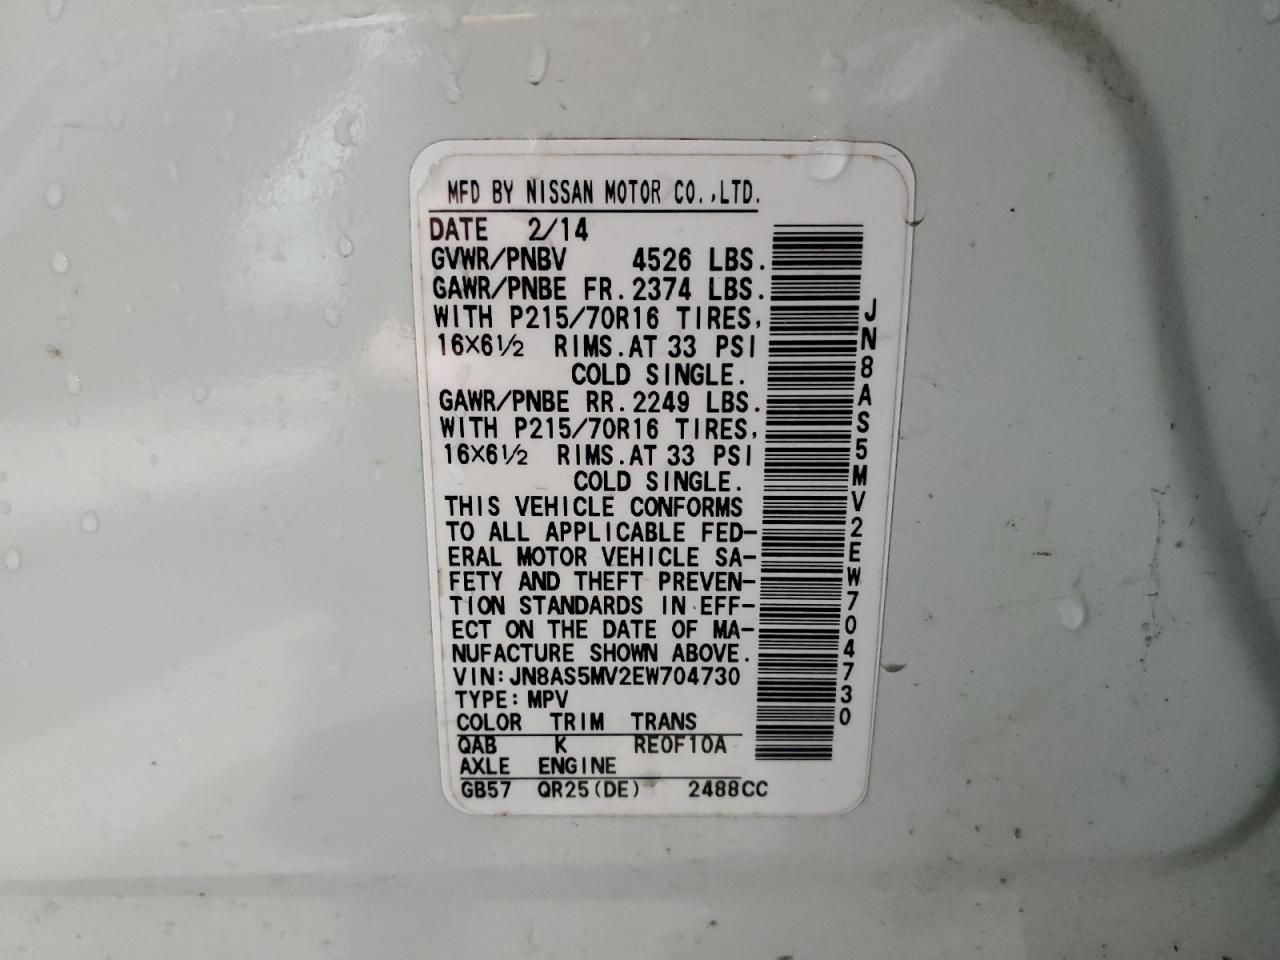 MFD BY NISSAN MOTOR CO.,LTD.
DATE 2/14
GVWR/PNBV 4526 LBS.
GAWR/PNBE FR.2374 LBS.
WITH P215/70R16 TIRES,
16X6½ RIMS.AT 33 PSI
COLD SINGLE.
GAWR/PNBE RR.2249 LBS.
WITH P215/70R16 TIRES,
16X6½ RIMS.AT 33 PSI
COLD SINGLE.
THIS VEHICLE CONFORMS
TO ALL APPLICABLE FED-
ERAL MOTOR VEHICLE SA-
FETY AND THEFT PREVEN-
TION STANDARDS IN EFF-
ECT ON THE DATE OF MA-
NUFACTURE SHOWN ABOVE.
VIN:JN8AS5MV2EW704730
TYPE:MPV
COLOR TRIM TRANS
QAB K RE0F10A
AXLE ENGINE
GB57 QR25(DE) 2488CC
JN8AS5MV2EW704730